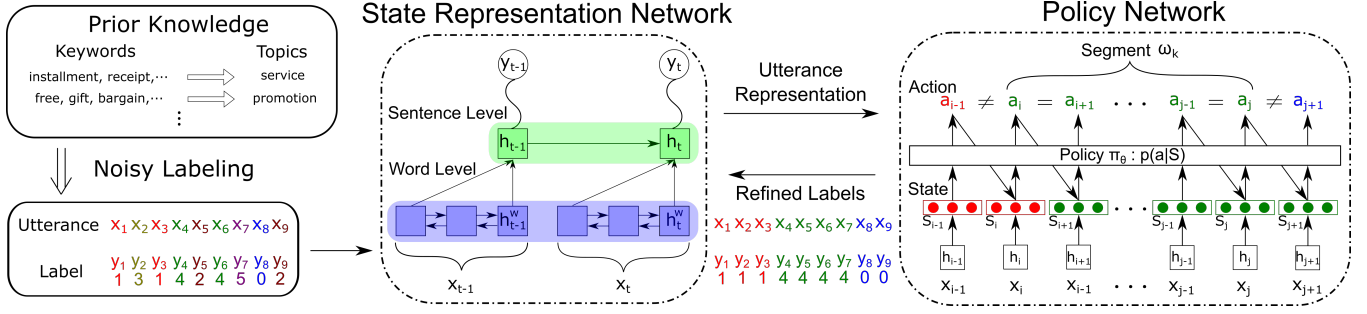 Prior Knowledge
Keywords Topics
installment, receipt,··· service
free, gift, bargain,··· promotion
⋮
Noisy Labeling
Utterance x1 x2 x3 x4 x5 x6 x7 x8 x9
Label y1 y2 y3 y4 y5 y6 y7 y8 y9
1 3 1 4 2 4 5 0 2
State Representation Network
yt-1 yt
Sentence Level
ht-1 ht
Word Level
h^w_t-1 h^w_t
xt-1 xt
Utterance
Representation
Refined Labels
x1 x2 x3 x4 x5 x6 x7 x8 x9
y1 y2 y3 y4 y5 y6 y7 y8 y9
1 1 1 4 4 4 4 0 0
Policy Network
Segment ωk
Action
ai-1 ≠ ai = ai+1 · · · aj-1 = aj ≠ aj+1
Policy πθ : p(a|S)
State
Si-1 Si Si+1 · · · Sj-1 Sj Sj+1
hi-1 hi hi+1 hj-1 hj hj+1
xi-1 xi xi-1 · · · xj-1 xj xj+1